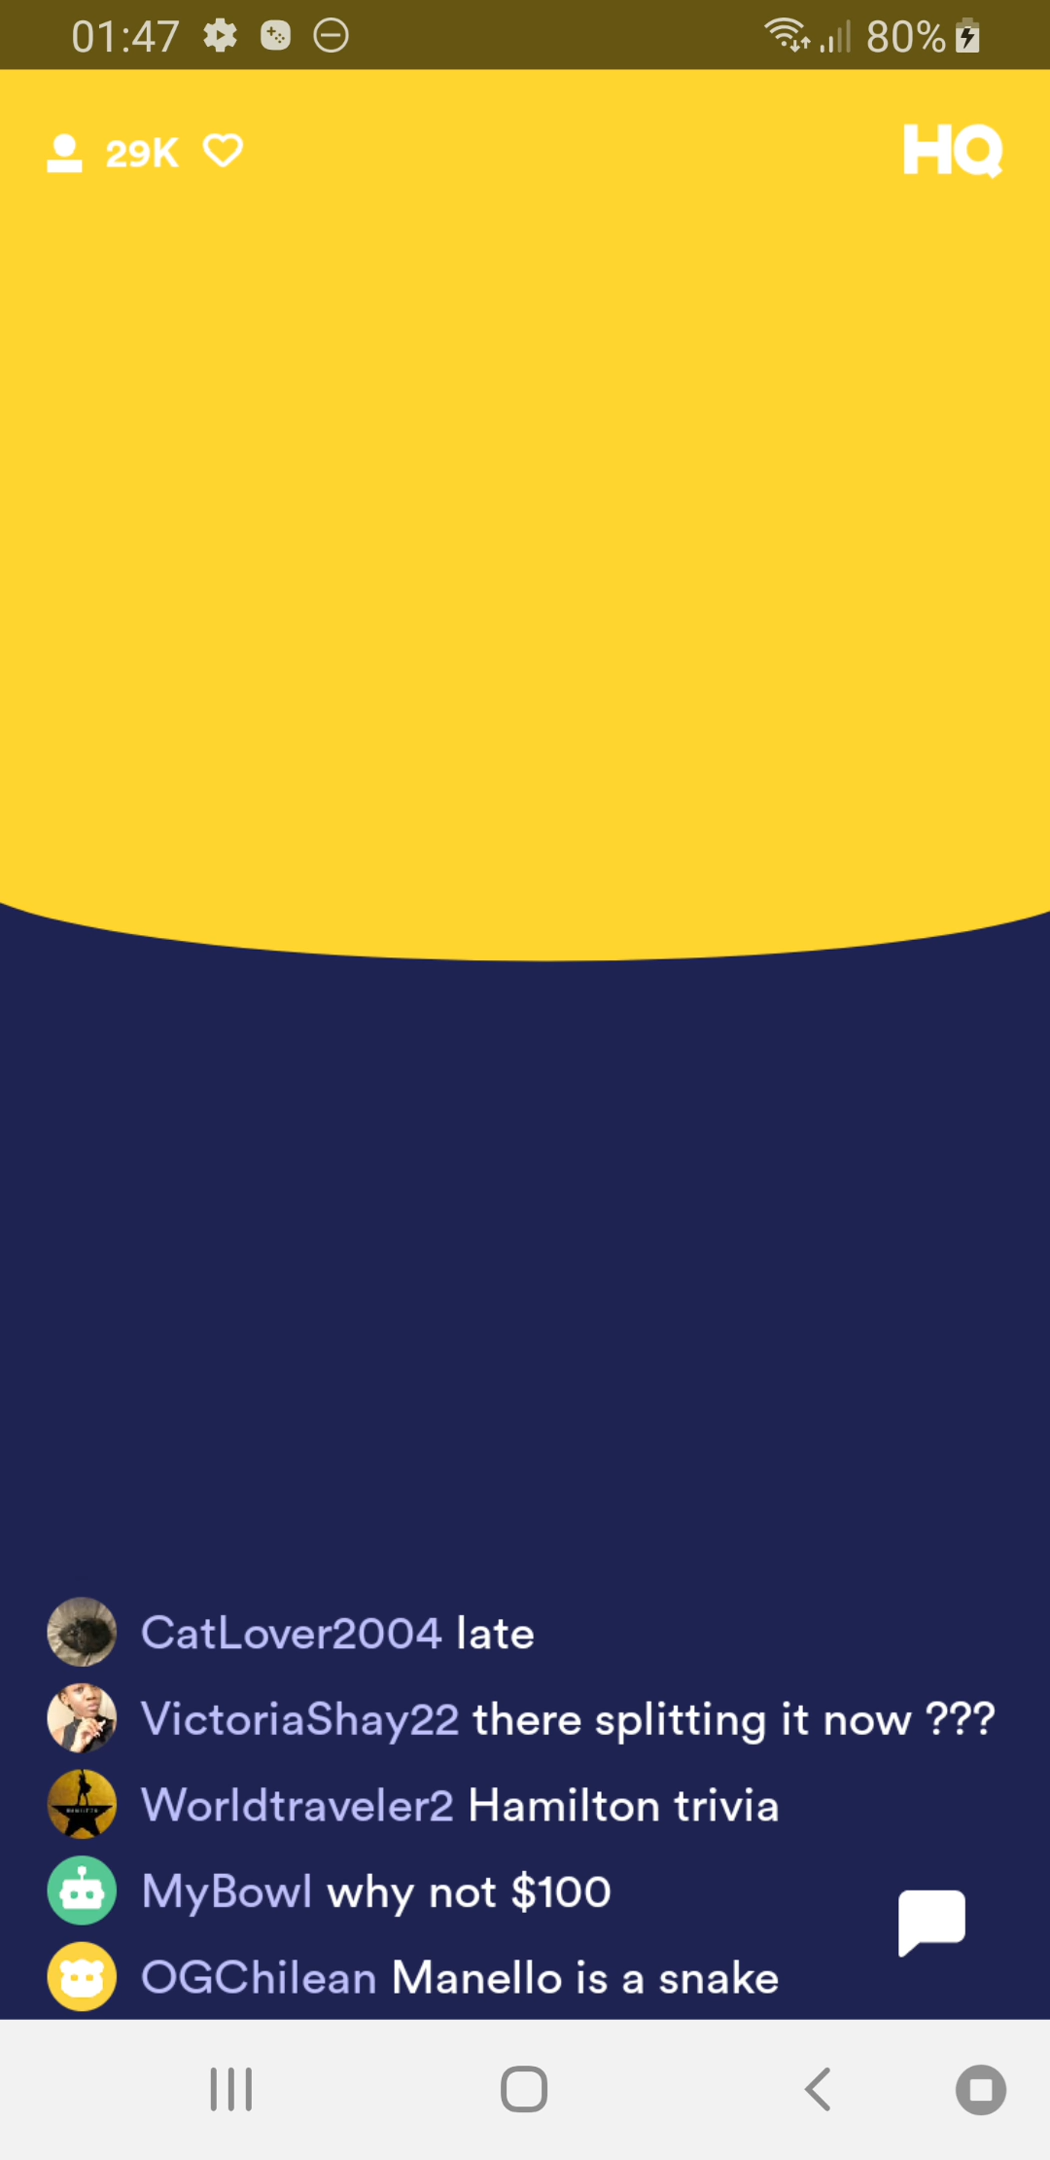 01:47 80%
29K HQ
CatLover2004 late
VictoriaShay22 there splitting it now ???
Worldtraveler2 Hamilton trivia
MyBowl why not $100
OGChilean Manello is a snake